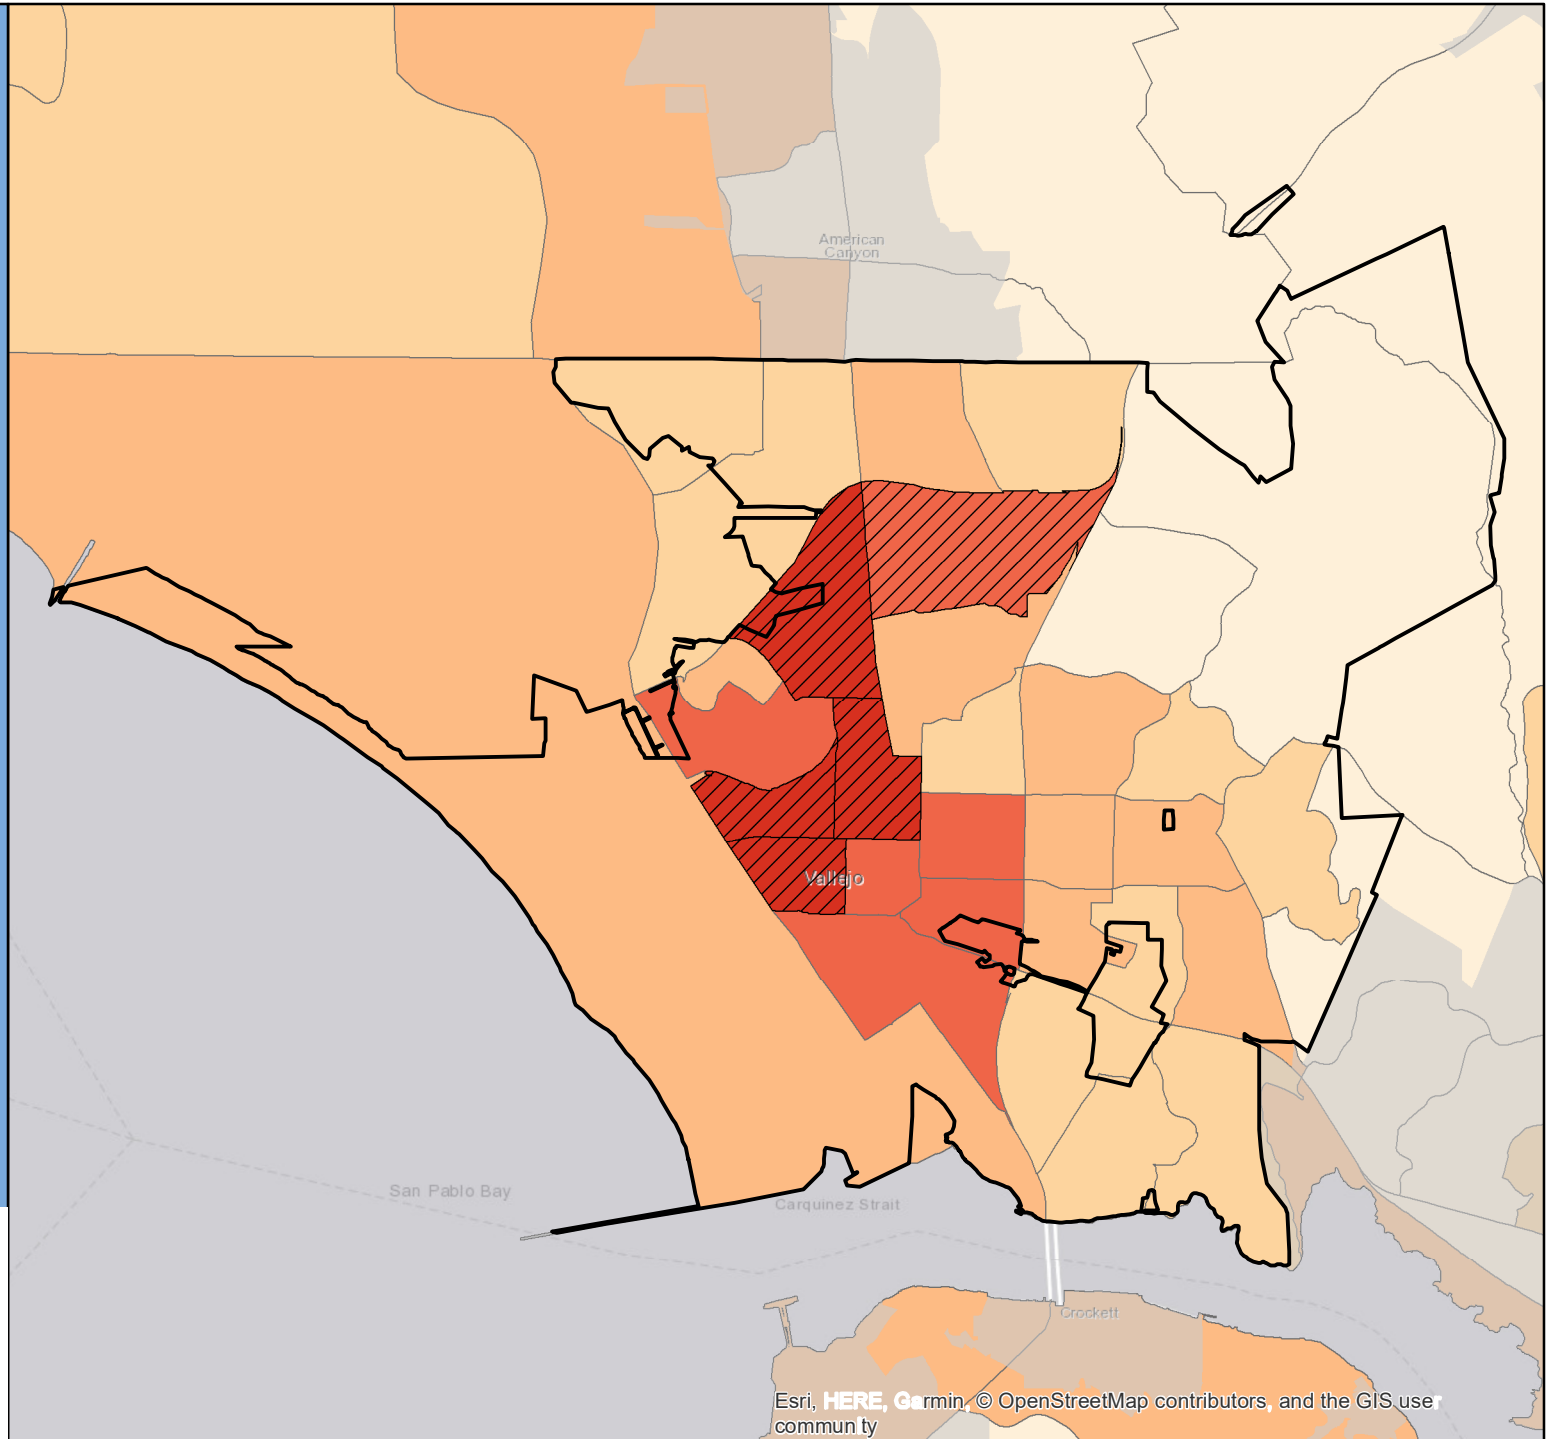 American
Canyon
Vallejo
San Pablo Bay
Carquinez Strait
Crockett
Esri, HERE, Garmin, © OpenStreetMap contributors, and the GIS user
community